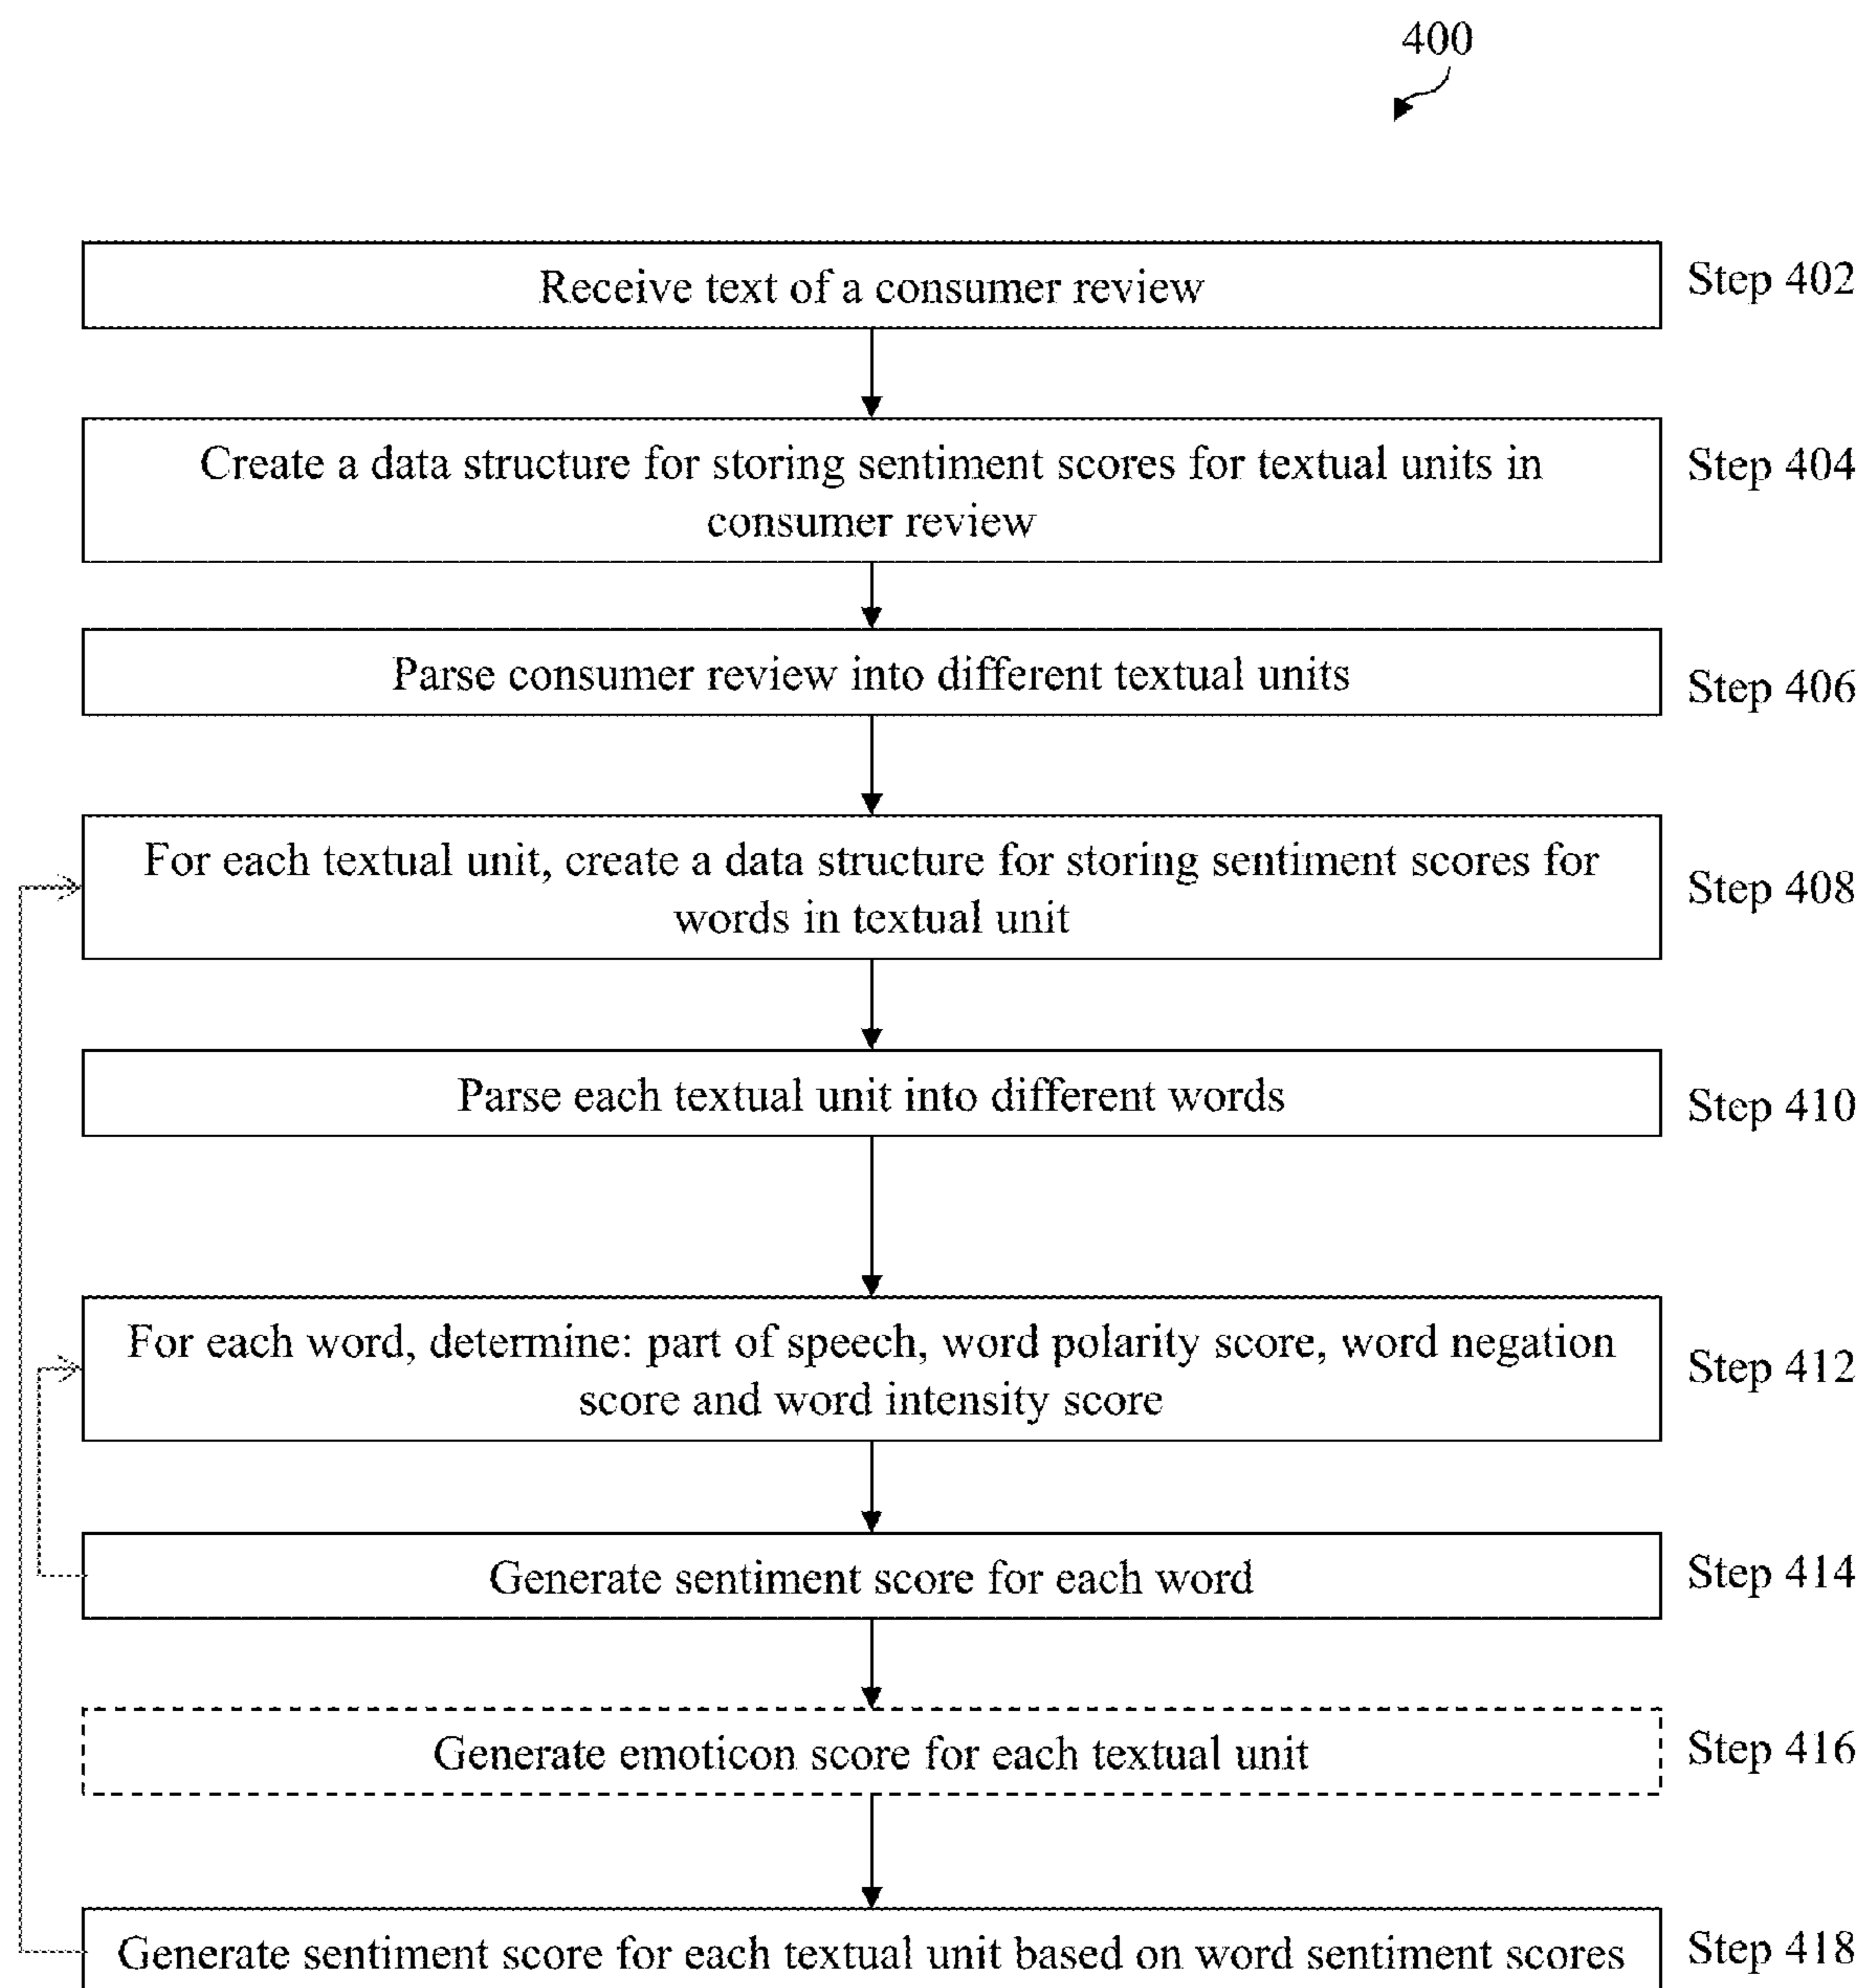 400
Receive text of a consumer review
Step 402
Create a data structure for storing sentiment scores for textual units in
consumer review
Step 404
Parse consumer review into different textual units
Step 406
For each textual unit, create a data structure for storing sentiment scores for
words in textual unit
Step 408
Parse each textual unit into different words
Step 410
For each word, determine: part of speech, word polarity score, word negation
score and word intensity score
Step 412
Generate sentiment score for each word
Step 414
Generate emoticon score for each textual unit
Step 416
Generate sentiment score for each textual unit based on word sentiment scores
Step 418